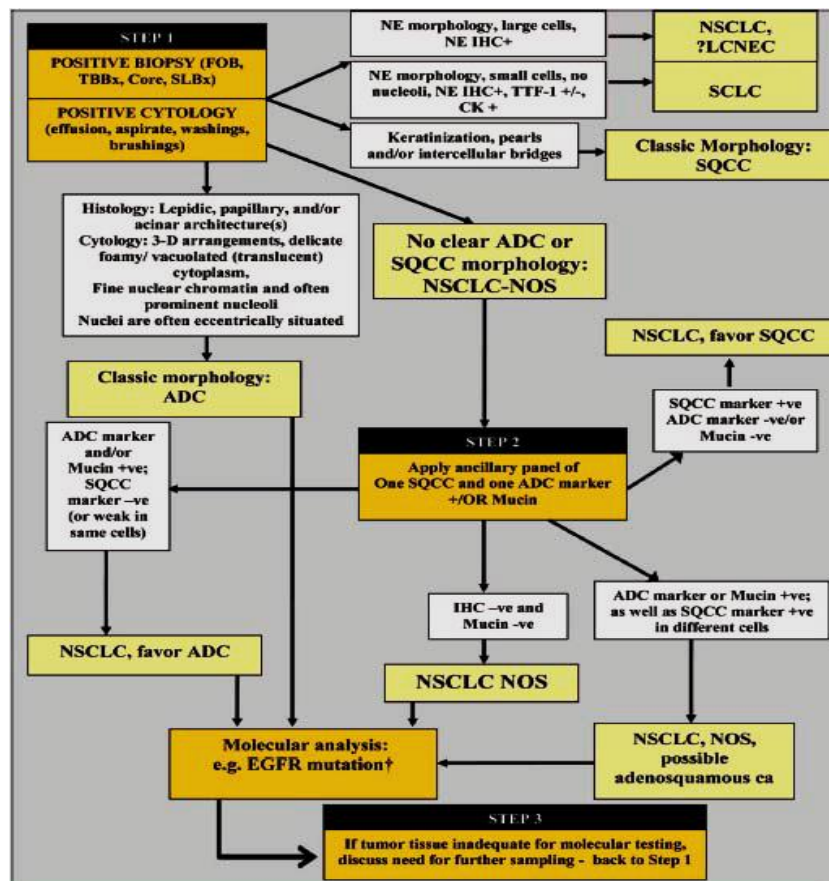 STEP 1
POSITIVE BIOPSY (FOB,
TBBx, Core, SLBx)
POSITIVE CYTOLOGY
(effusion, aspirate, washings,
brushings)
NE morphology, large cells,
NE IHC+
NSCLC,
?LCNEC
NE morphology, small cells, no
nucleoli, NE IHC+, TTF-1 +/-,
CK +
SCLC
Keratinization, pearls
and/or intercellular bridges
Classic Morphology:
SQCC
Histology: Lepidic, papillary, and/or
acinar architecture(s)
Cytology: 3-D arrangements, delicate
foamy/ vacuolated (translucent)
cytoplasm,
Fine nuclear chromatin and often
prominent nucleoli
Nuclei are often eccentrically situated
No clear ADC or
SQCC morphology:
NSCLC-NOS
Classic morphology:
ADC
NSCLC, favor SQCC
SQCC marker +ve
ADC marker -ve/or
Mucin -ve
STEP 2
Apply ancillary panel of
One SQCC and one ADC marker
+/OR Mucin
ADC marker
and/or
Mucin +ve;
SQCC
marker –ve
(or weak in
same cells)
IHC –ve and
Mucin -ve
ADC marker or Mucin +ve;
as well as SQCC marker +ve
in different cells
NSCLC, favor ADC
NSCLC NOS
NSCLC, NOS,
possible
adenosquamous ca
Molecular analysis:
e.g. EGFR mutation†
STEP 3
If tumor tissue inadequate for molecular testing,
discuss need for further sampling - back to Step 1